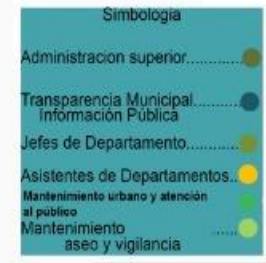 Simbologia
Administracion superior..............
Transparencia Municipal...........
Información Pública
Jefes de Departamento............
Asistentes de Departamentos..
Mantenimiento urbano y atención
al público
Mantenimiento ......
aseo y vigilancia